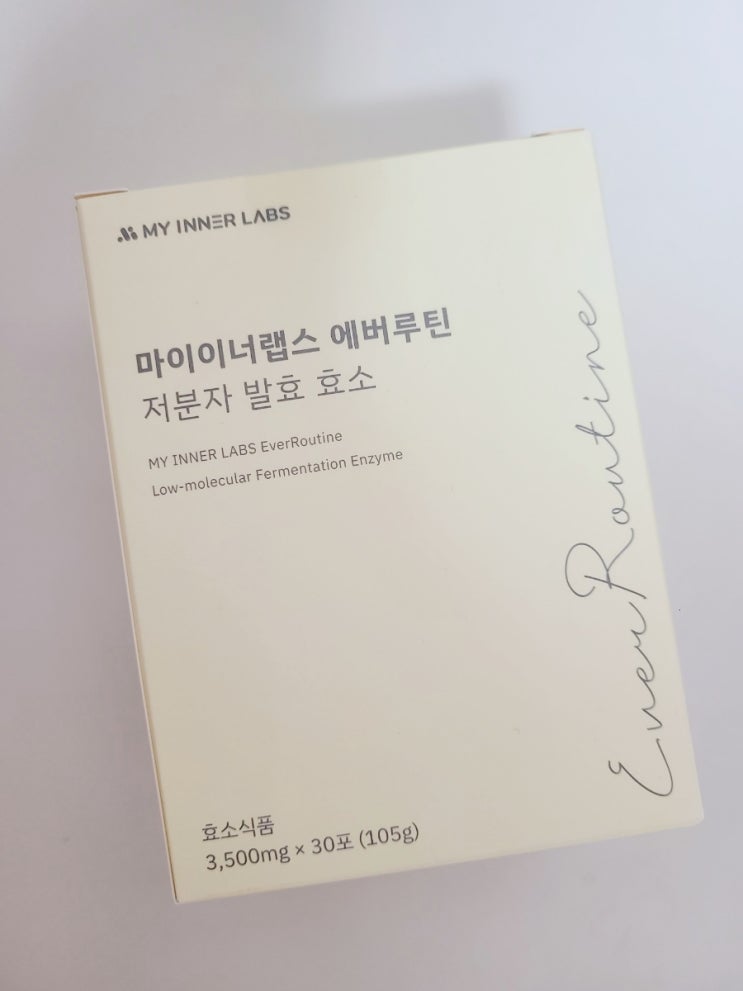 MY INNER LABS
마이이너랩스 에버루틴
저분자 발효 효소
MY INNER LABS EverRoutine
Low-molecular Fermentation Enzyme
EverRoutine
효소식품
3,500mg × 30포 (105g)